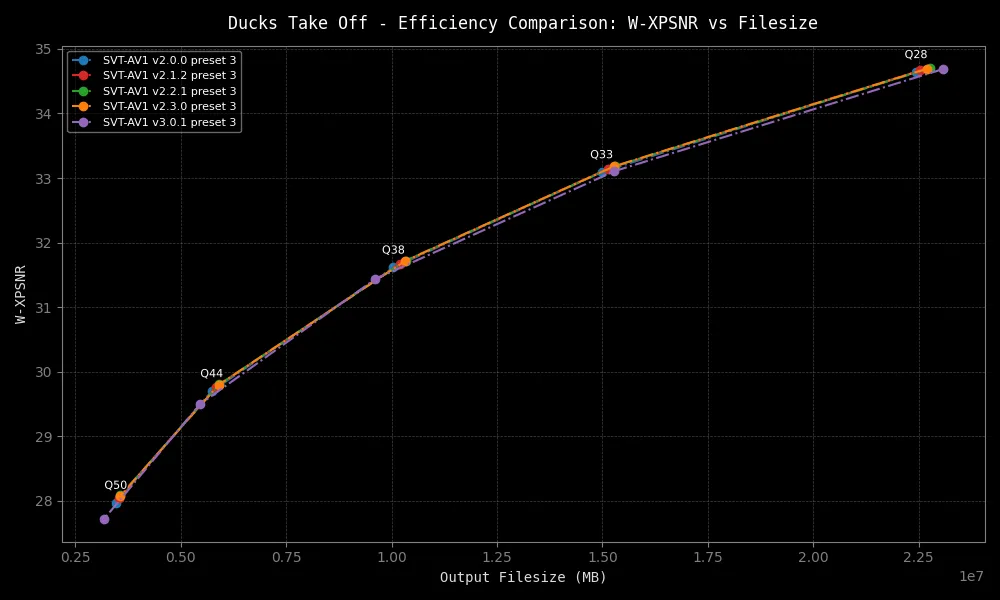 Ducks Take Off - Efficiency Comparison: W-XPSNR vs Filesize
SVT-AV1 v2.0.0 preset 3
SVT-AV1 v2.1.2 preset 3
SVT-AV1 v2.2.1 preset 3
SVT-AV1 v2.3.0 preset 3
SVT-AV1 v3.0.1 preset 3
Q28
Q33
Q38
Q44
Q50
35
34
33
32
31
30
29
28
W-XPSNR
0.25 0.50 0.75 1.00 1.25 1.50 1.75 2.00 2.25
1e7
Output Filesize (MB)